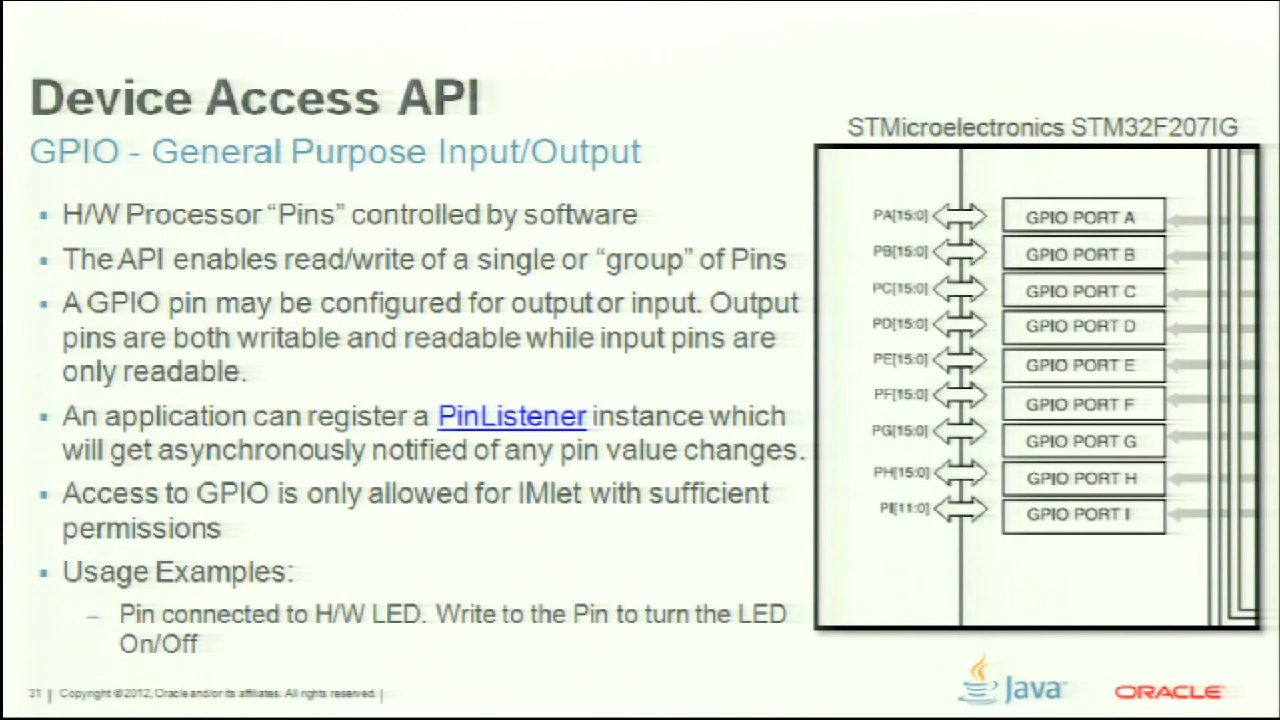 Device Access API
GPIO - General Purpose Input/Output
▪ H/W Processor “Pins” controlled by software
▪ The API enables read/write of a single or “group” of Pins
▪ A GPIO pin may be configured for output or input. Output
pins are both writable and readable while input pins are
only readable.
▪ An application can register a PinListener instance which
will get asynchronously notified of any pin value changes.
▪ Access to GPIO is only allowed for IMlet with sufficient
permissions
▪ Usage Examples:
– Pin connected to H/W LED. Write to the Pin to turn the LED
On/Off
STMicroelectronics STM32F207IG
PA[15:0] GPIO PORT A
PB[15:0] GPIO PORT B
PC[15:0] GPIO PORT C
PD[15:0] GPIO PORT D
PE[15:0] GPIO PORT E
PF[15:0] GPIO PORT F
PG[15:0] GPIO PORT G
PH[15:0] GPIO PORT H
PI[11:0] GPIO PORT I
31 | Copyright © 2012, Oracle and/or its affiliates. All rights reserved. |
Java
ORACLE